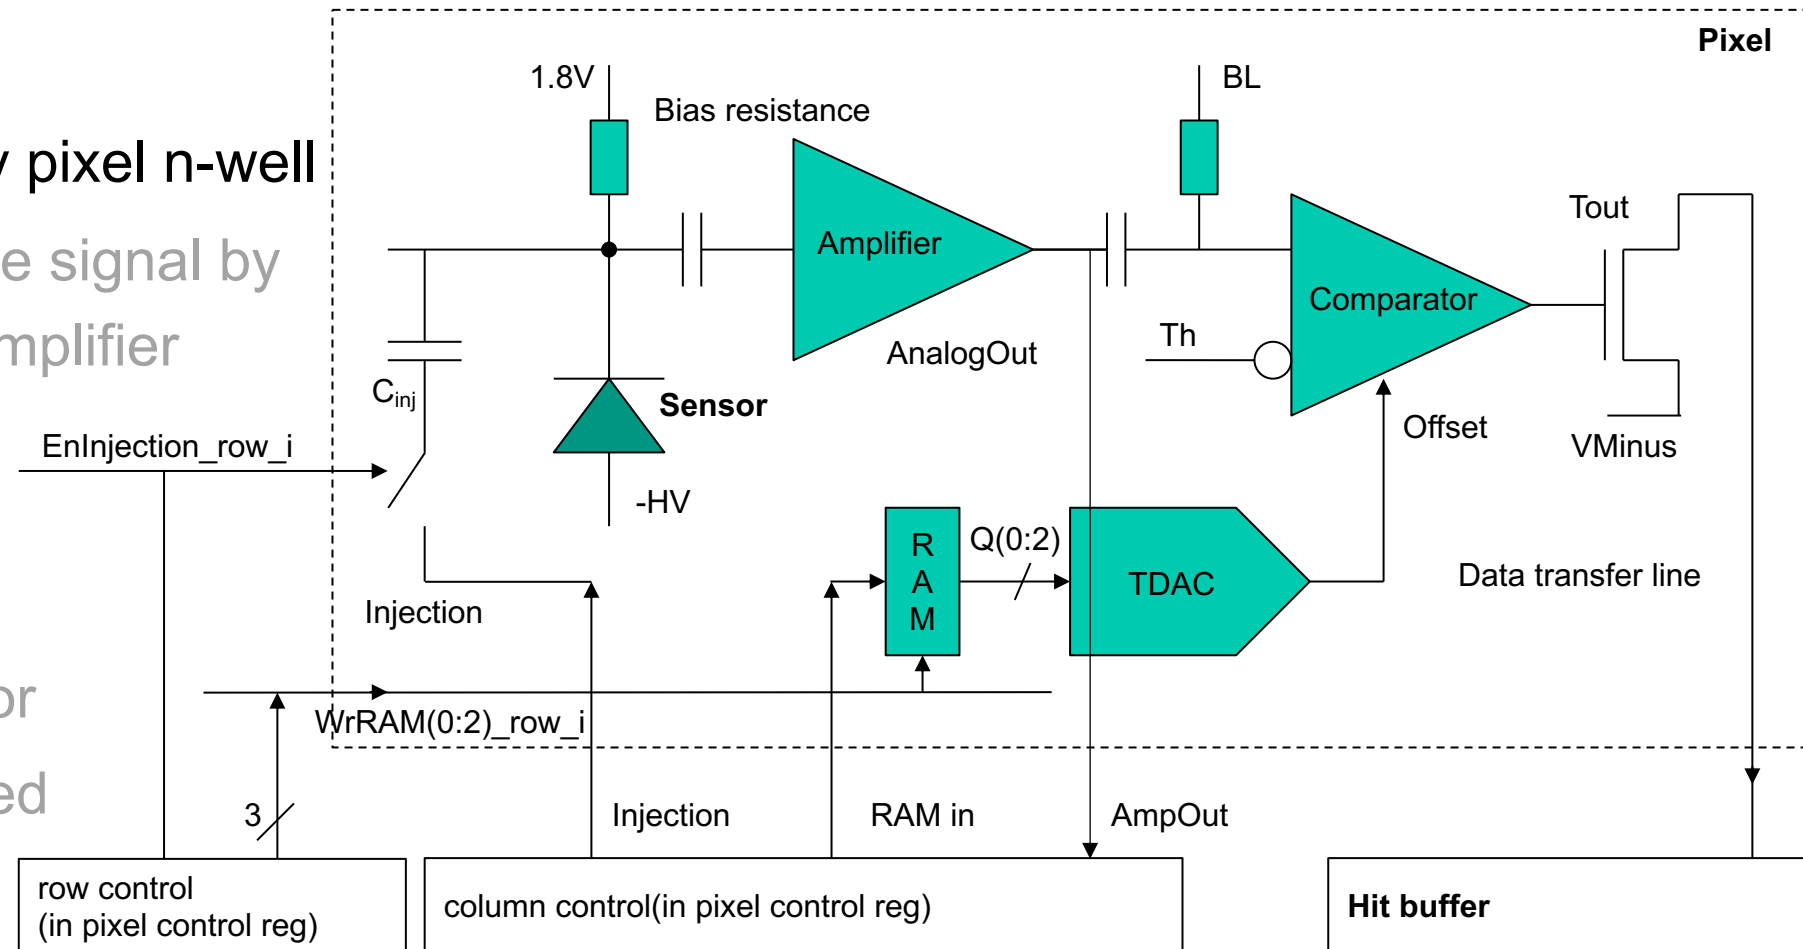 Pixel
1.8V
BL
Bias resistance
pixel n-well
Tout
e signal by
Amplifier
Comparator
Th
mplifier
AnalogOut
Cinj
Sensor
Offset
EnInjection_row_i
VMinus
-HV
R
A
M
Q(0:2)
TDAC
Data transfer line
Injection
or
WrRAM(0:2)_row_i
ed
3
Injection
RAM in
AmpOut
row control
(in pixel control reg)
column control(in pixel control reg)
Hit buffer